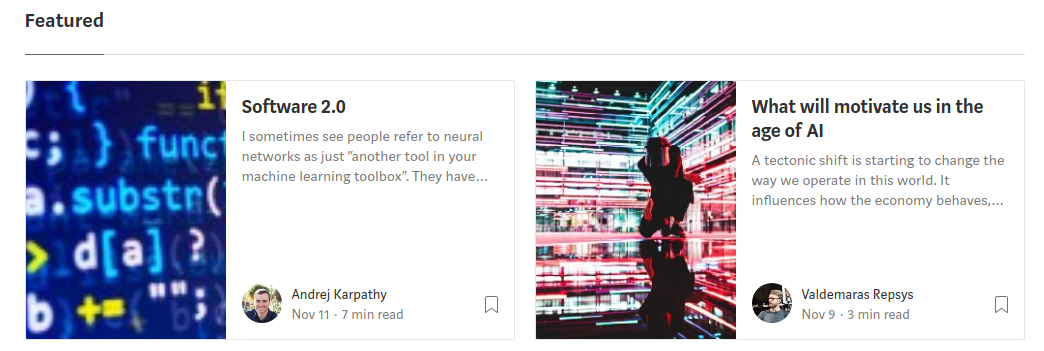 Featured
if
c; } funct
a.substr(
> d[a] ?
b += "";
Software 2.0
I sometimes see people refer to neural
networks as just "another tool in your
machine learning toolbox". They have...
Andrej Karpathy
Nov 11 · 7 min read
What will motivate us in the
age of AI
A tectonic shift is starting to change the
way we operate in this world. It
influences how the economy behaves,...
Valdemaras Repsys
Nov 9 · 3 min read